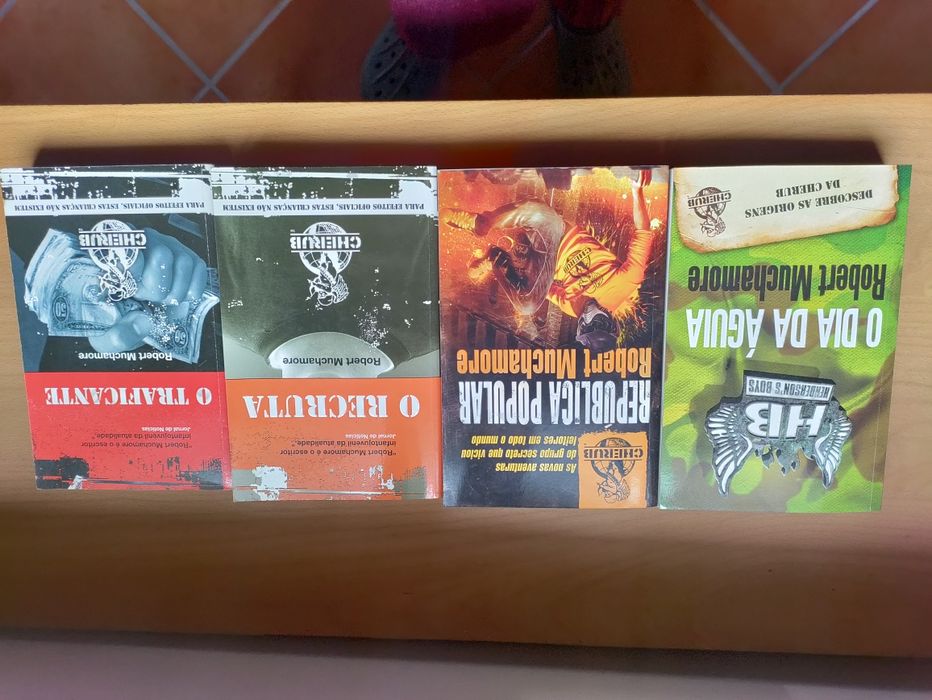 HB
HENDERSON'S BOYS
O DIA DA ÁGUIA
Robert Muchamore
DESCOBRE AS ORIGENS
DA CHERUB
CHERUB
CHERUB
As novas aventuras
do grupo secreto que viciou
leitores em todo o mundo
REPÚBLICA POPULAR
Robert Muchamore
CHERUB
"Robert Muchamore é o escritor
infantojuvenil da atualidade."
Jornal de Notícias
O RECRUTA
Robert Muchamore
CHERUB
PARA EFEITOS OFICIAIS, ESTAS CRIANÇAS NÃO EXISTEM
"Robert Muchamore é o escritor
infantojuvenil da atualidade."
Jornal de Notícias
O TRAFICANTE
Robert Muchamore
50
CHERUB
PARA EFEITOS OFICIAIS, ESTAS CRIANÇAS NÃO EXISTEM